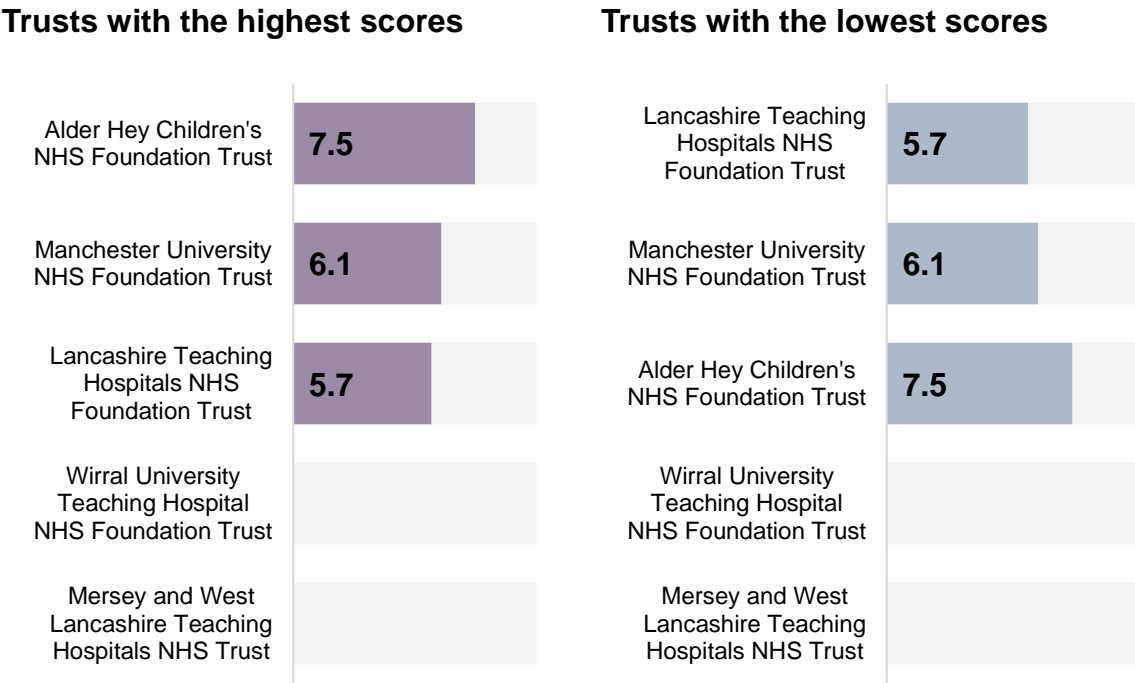 Trusts with the highest scores
Alder Hey Children's
NHS Foundation Trust
7.5
Manchester University
NHS Foundation Trust
6.1
Lancashire Teaching
Hospitals NHS
Foundation Trust
5.7
Wirral University
Teaching Hospital
NHS Foundation Trust
Mersey and West
Lancashire Teaching
Hospitals NHS Trust
Trusts with the lowest scores
Lancashire Teaching
Hospitals NHS
Foundation Trust
5.7
Manchester University
NHS Foundation Trust
6.1
Alder Hey Children's
NHS Foundation Trust
7.5
Wirral University
Teaching Hospital
NHS Foundation Trust
Mersey and West
Lancashire Teaching
Hospitals NHS Trust